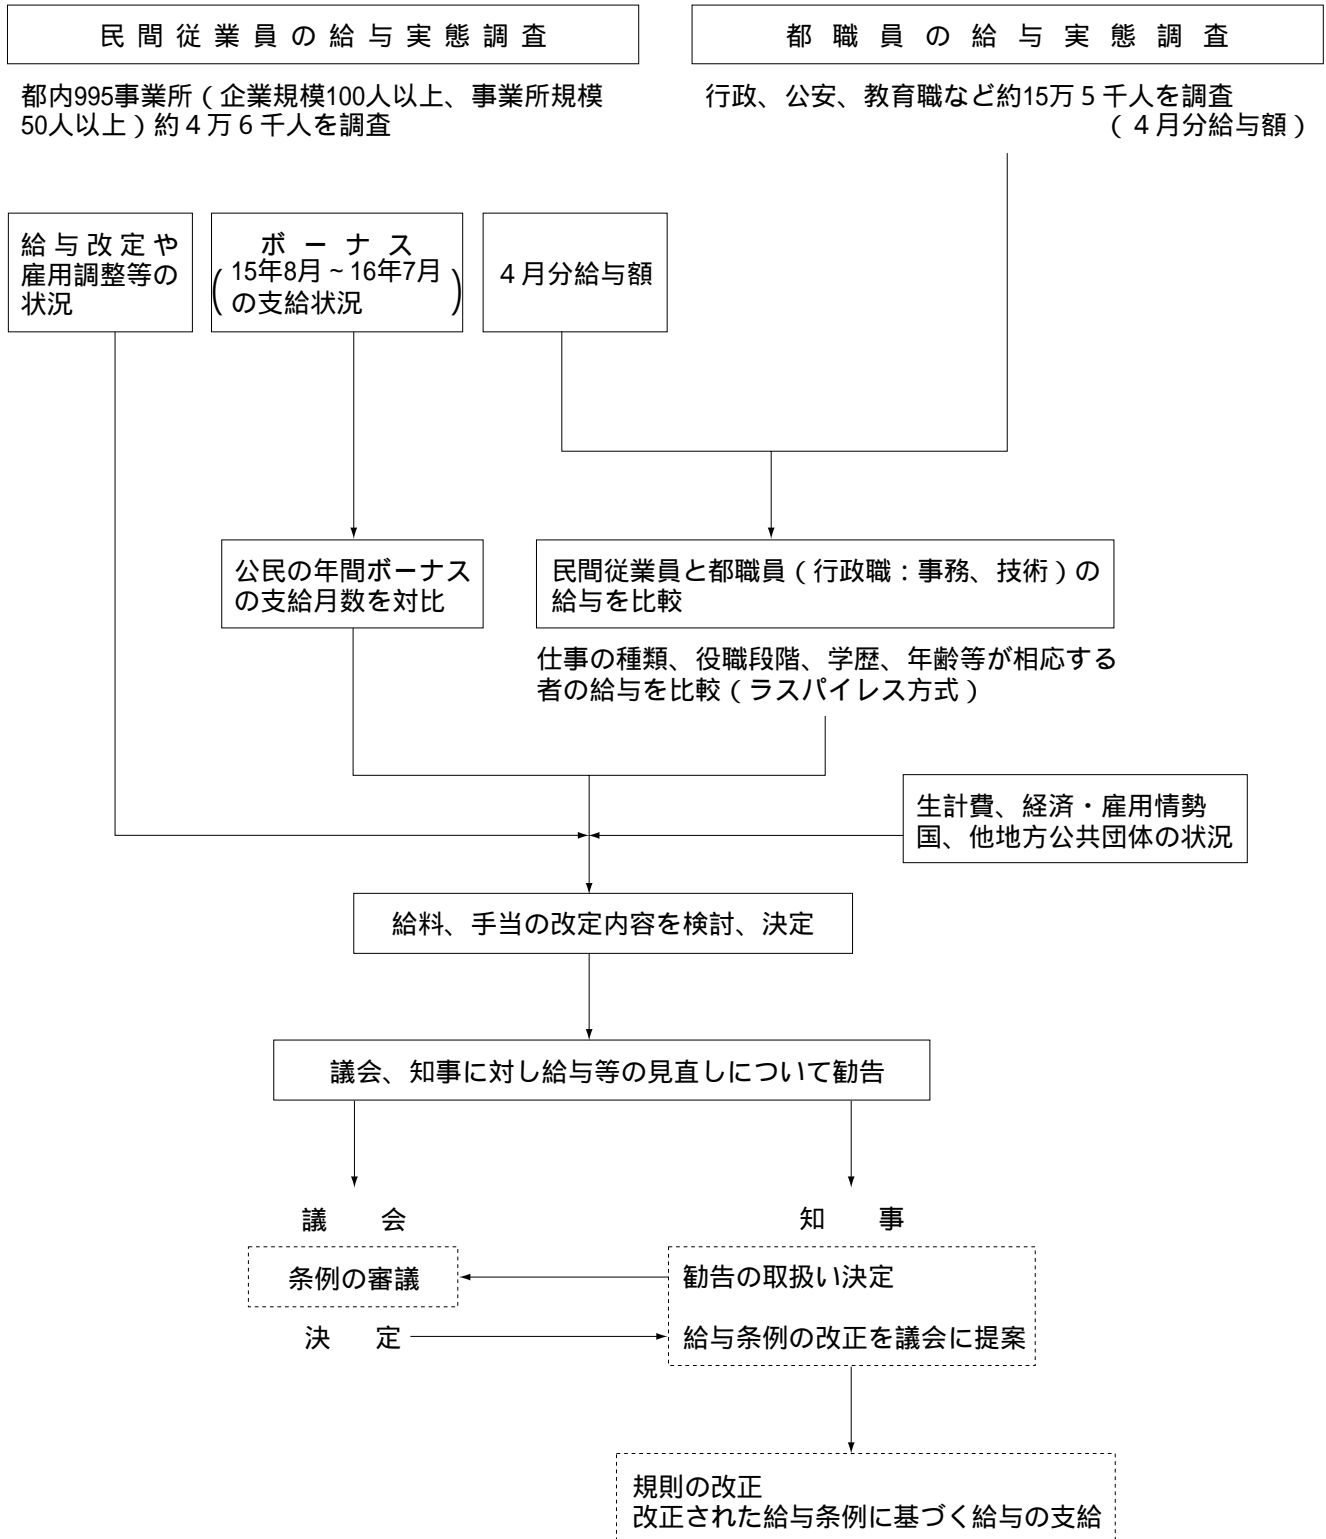 民間従業員の給与実態調査
都内995事業所(企業規模100人以上、事業所規模
50人以上)約4万6千人を調査
都職員の給与実態調査
行政、公安、教育職など約15万5千人を調査
(4月分給与額)
給与改定や
雇用調整等の
状況
ボーナス
(15年8月~16年7月
の支給状況)
4月分給与額
公民の年間ボーナス
の支給月数を対比
民間従業員と都職員(行政職:事務、技術)の
給与を比較
仕事の種類、役職段階、学歴、年齢等が相応する
者の給与を比較(ラスパイレス方式)
生計費、経済・雇用情勢
国、他地方公共団体の状況
給料、手当の改定内容を検討、決定
議会、知事に対し給与等の見直しについて勧告
議会
条例の審議
決定
知事
勧告の取扱い決定
給与条例の改正を議会に提案
規則の改正
改正された給与条例に基づく給与の支給